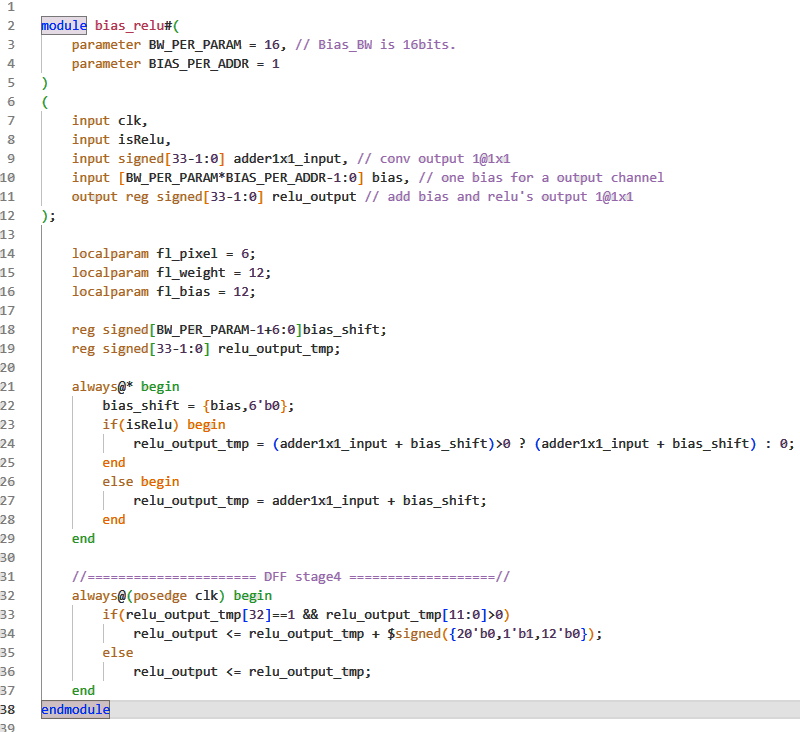 1
2 module bias_relu#(
3 parameter BW_PER_PARAM = 16, // Bias_BW is 16bits.
4 parameter BIAS_PER_ADDR = 1
5 )
6 (
7 input clk,
8 input isRelu,
9 input signed[33-1:0] adder1x1_input, // conv output 1@1x1
10 input [BW_PER_PARAM*BIAS_PER_ADDR-1:0] bias, // one bias for a output channel
11 output reg signed[33-1:0] relu_output // add bias and relu's output 1@1x1
12 );
13
14 localparam fl_pixel = 6;
15 localparam fl_weight = 12;
16 localparam fl_bias = 12;
17
18 reg signed[BW_PER_PARAM-1+6:0]bias_shift;
19 reg signed[33-1:0] relu_output_tmp;
20
21 always@* begin
22 bias_shift = {bias,6'b0};
23 if(isRelu) begin
24 relu_output_tmp = (adder1x1_input + bias_shift)>0 ? (adder1x1_input + bias_shift) : 0;
25 end
26 else begin
27 relu_output_tmp = adder1x1_input + bias_shift;
28 end
29 end
30
31 //====================== DFF stage4 ===================//
32 always@(posedge clk) begin
33 if(relu_output_tmp[32]==1 && relu_output_tmp[11:0]>0)
34 relu_output <= relu_output_tmp + $signed({20'b0,1'b1,12'b0});
35 else
36 relu_output <= relu_output_tmp;
37 end
38 endmodule
39